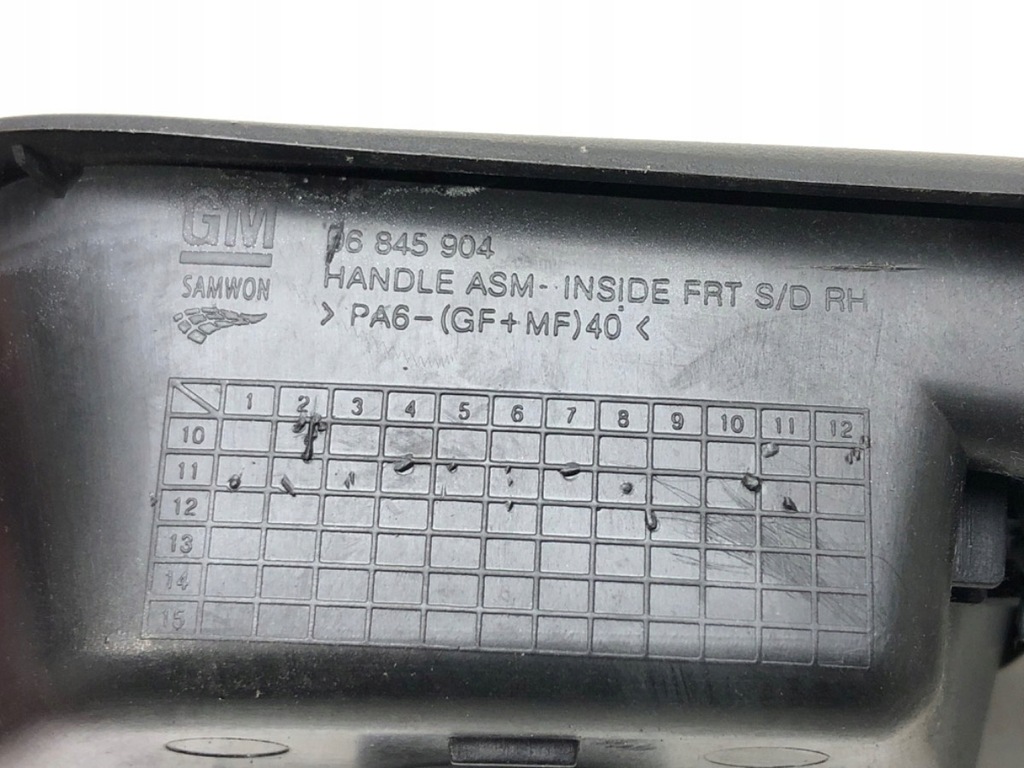 GM
SAMWON
96 845 904
HANDLE ASM- INSIDE FRT S/D RH
> PA6-(GF+MF)40 <
1 2 3 4 5 6 7 8 9 10 11 12
10
11
12
13
14
15